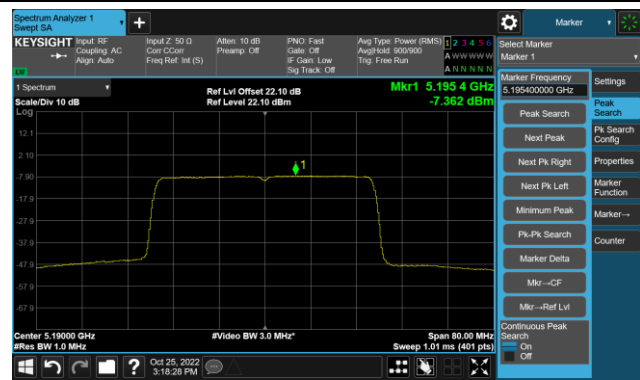 Spectrum Analyzer 1
Swept SA
+
Marker
KEYSIGHT
Input: RF
Coupling: AC
Align: Auto
Input Z: 50 Ω
Corr CCorr
Freq Ref: Int (S)
Atten: 10 dB
Preamp: Off
PNO: Fast
Gate: Off
IF Gain: Low
Sig Track: Off
Avg Type: Power (RMS)
Avg|Hold: 900/900
Trig: Free Run
1 2 3 4 5 6
A W W W W W
A N N N N N
LW
Select Marker
Marker 1
1 Spectrum
Scale/Div 10 dB
Log
Ref Lvl Offset 22.10 dB
Ref Level 22.10 dBm
Mkr1 5.195 4 GHz
-7.362 dBm
12.1
2.10
-7.90
-17.9
-27.9
-37.9
-47.9
-57.9
-67.9
1
Center 5.19000 GHz
#Res BW 1.0 MHz
#Video BW 3.0 MHz*
Span 80.00 MHz
Sweep 1.01 ms (401 pts)
Marker Frequency
5.195400000 GHz
Peak Search
Next Peak
Next Pk Right
Next Pk Left
Minimum Peak
Pk-Pk Search
Marker Delta
Mkr→CF
Mkr→Ref Lvl
Continuous Peak
Search
On
Off
Settings
Peak
Search
Pk Search
Config
Properties
Marker
Function
Marker→
Counter
?
Oct 25, 2022
3:18:28 PM